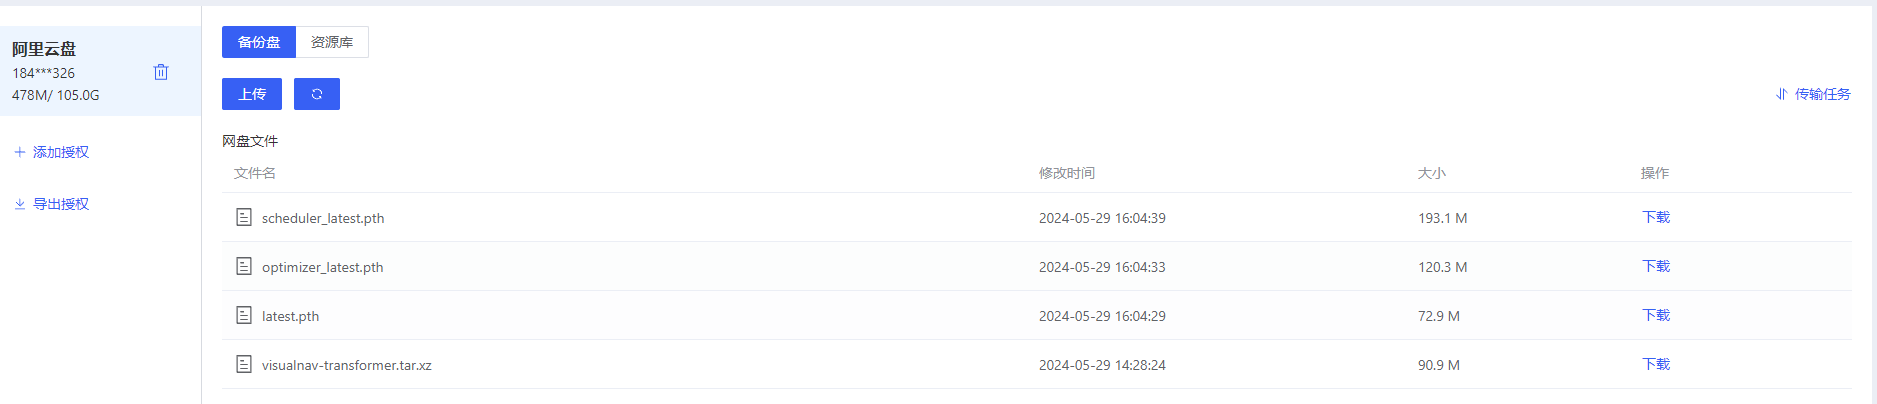 阿里云盘
184***326
478M/ 105.0G
添加授权
导出授权
备份盘 资源库
上传
传输任务
网盘文件
文件名 修改时间 大小 操作
scheduler_latest.pth 2024-05-29 16:04:39 193.1 M 下载
optimizer_latest.pth 2024-05-29 16:04:33 120.3 M 下载
latest.pth 2024-05-29 16:04:29 72.9 M 下载
visualnav-transformer.tar.xz 2024-05-29 14:28:24 90.9 M 下载